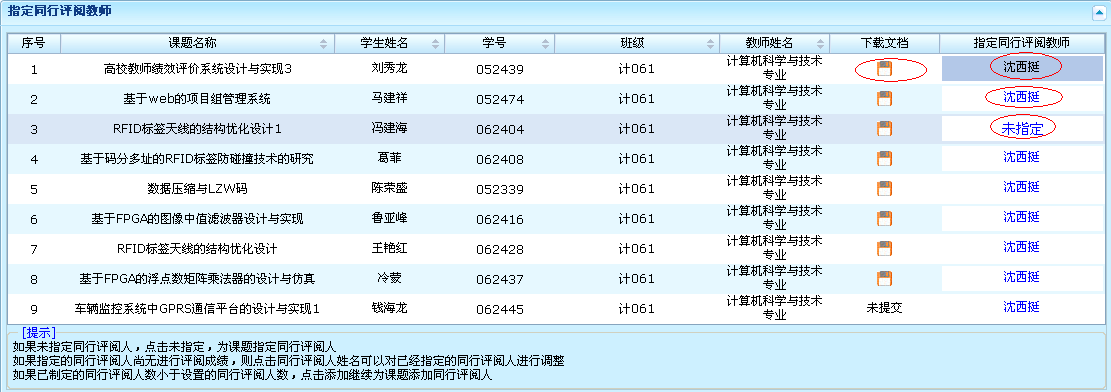 指定同行评阅教师
序号 课题名称 学生姓名 学号 班级 教师姓名 下载文档 指定同行评阅教师
1 高校教师绩效评价系统设计与实现3 刘秀龙 052439 计061 计算机科学与技术专业 沈西挺
2 基于web的项目组管理系统 马建祥 052474 计061 计算机科学与技术专业 沈西挺
3 RFID标签天线的结构优化设计1 冯建海 062404 计061 计算机科学与技术专业 未指定
4 基于码分多址的RFID标签防碰撞技术的研究 葛菲 062408 计061 计算机科学与技术专业 沈西挺
5 数据压缩与LZW码 陈荣盛 052339 计061 计算机科学与技术专业 沈西挺
6 基于FPGA的图像中值滤波器设计与实现 鲁亚峰 062416 计061 计算机科学与技术专业 沈西挺
7 RFID标签天线的结构优化设计 王艳红 062428 计061 计算机科学与技术专业 沈西挺
8 基于FPGA的浮点数矩阵乘法器的设计与仿真 冷蒙 062437 计061 计算机科学与技术专业 沈西挺
9 车辆监控系统中GPRS通信平台的设计与实现1 钱海龙 062445 计061 计算机科学与技术专业 未提交 沈西挺
[提示]
如果未指定同行评阅人，点击未指定，为课题指定同行评阅人
如果指定的同行评阅人尚无进行评阅成绩，则点击同行评阅人姓名可以对已经指定的同行评阅人进行调整
如果已制定的同行评阅人数小于设置的同行评阅人数，点击添加继续为课题添加同行评阅人